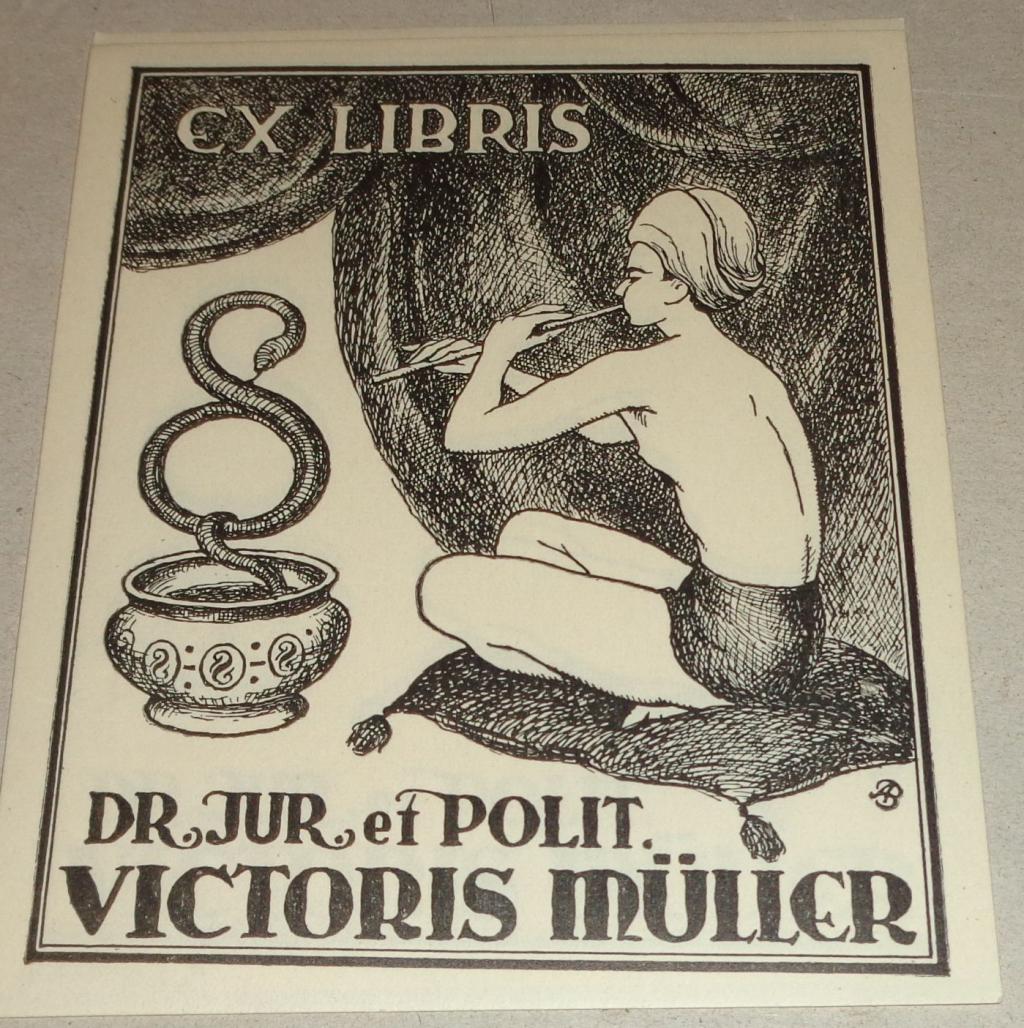 EX LIBRIS
DR. JUR. et POLIT.
VICTORIS MÜLLER